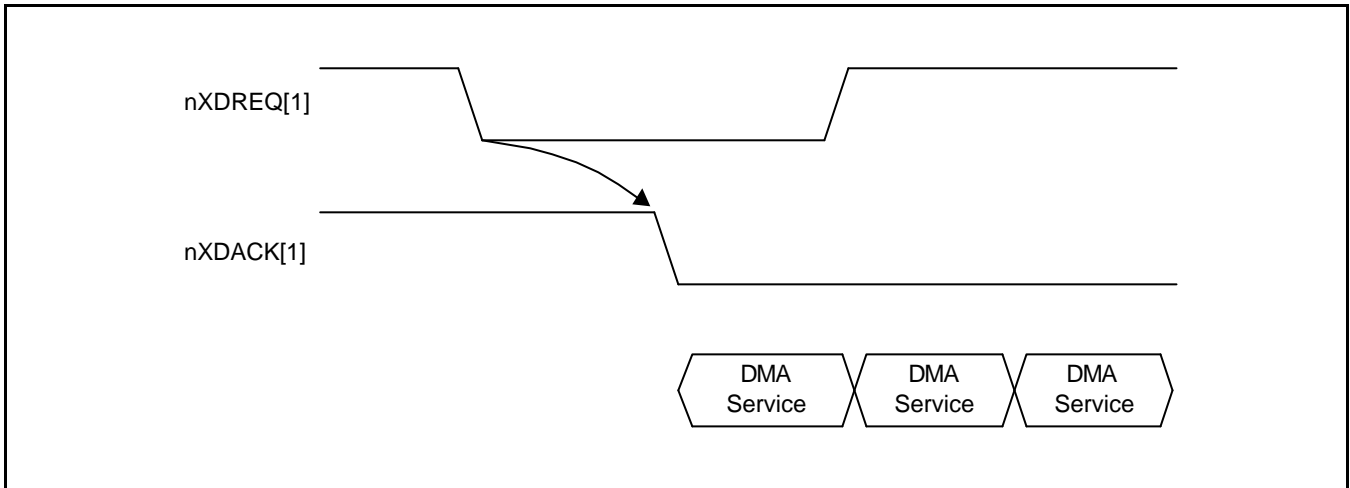 nXDREQ[1]
nXDACK[1]
DMA
Service
DMA
Service
DMA
Service